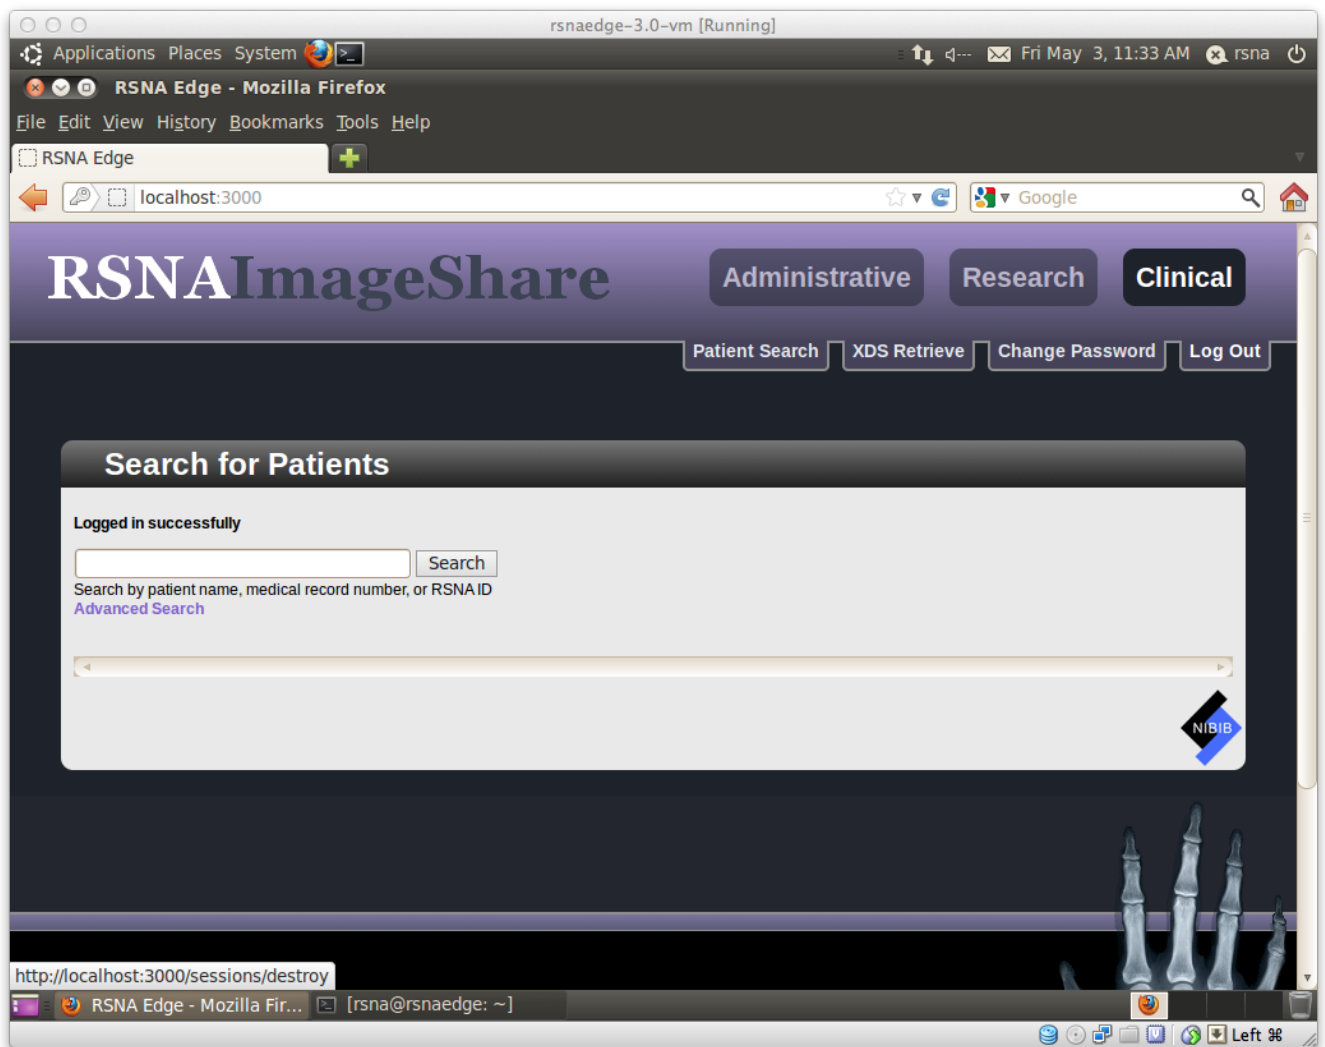 rsnaedge-3.0-vm [Running]
Applications Places System Fri May 3, 11:33 AM rsna
RSNA Edge - Mozilla Firefox
File Edit View History Bookmarks Tools Help
RSNA Edge
localhost:3000 Google
RSNAImageShare Administrative Research Clinical
Patient Search XDS Retrieve Change Password Log Out
Search for Patients
Logged in successfully
Search
Search by patient name, medical record number, or RSNA ID
Advanced Search
NIBIB
http://localhost:3000/sessions/destroy
RSNA Edge - Mozilla Fir... [rsna@rsnaedge: ~]
Left ⌘